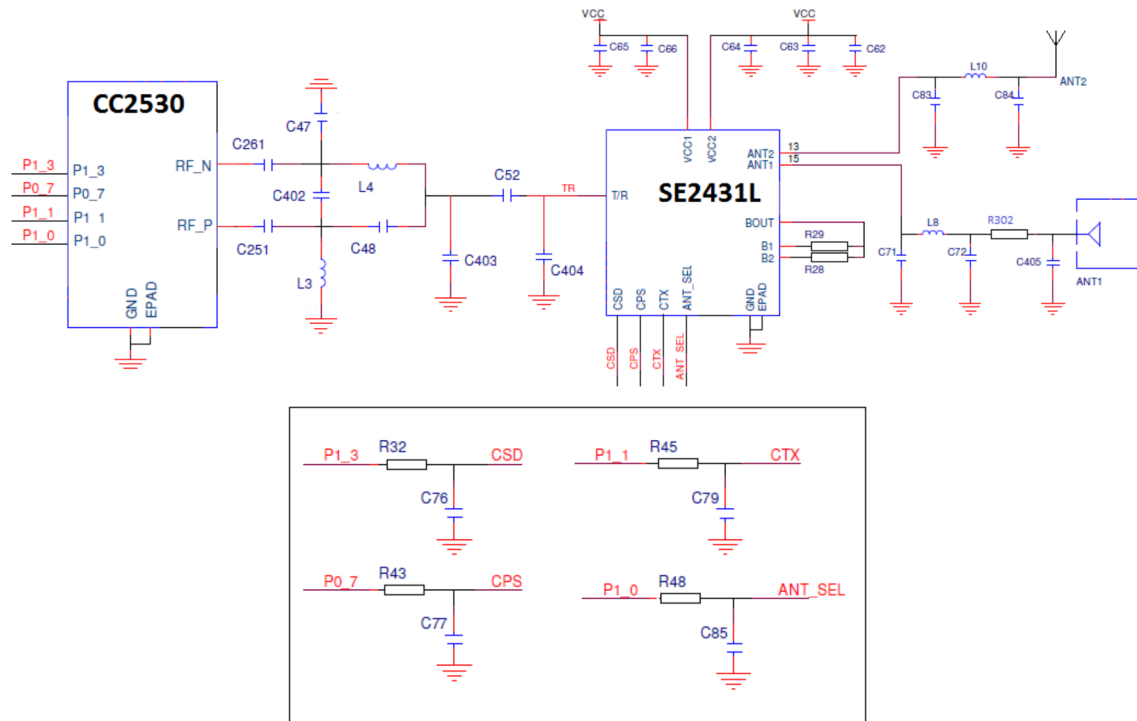 VCC
VCC
C65
C66
C64
C63
C62
L10
C83
C84
ANT2
CC2530
C47
C261
RF_N
P1_3
P1_3
P0_7
P0_7
P1_1
P1_1
P1_0
P1_0
C402
L4
C52
TR
T/R
RF_P
C251
C48
L3
C403
C404
GND
EPAD
VCC1
VCC2
SE2431L
ANT2
13
ANT1
15
BOUT
B1
B2
R29
R28
CSD
CPS
CTX
ANT_SEL
GND
EPAD
CSD
CPS
CTX
ANT_SEL
L8
R302
C71
C72
C405
ANT1
P1_3
R32
CSD
C76
P1_1
R45
CTX
C79
P0_7
R43
CPS
C77
P1_0
R48
ANT_SEL
C85